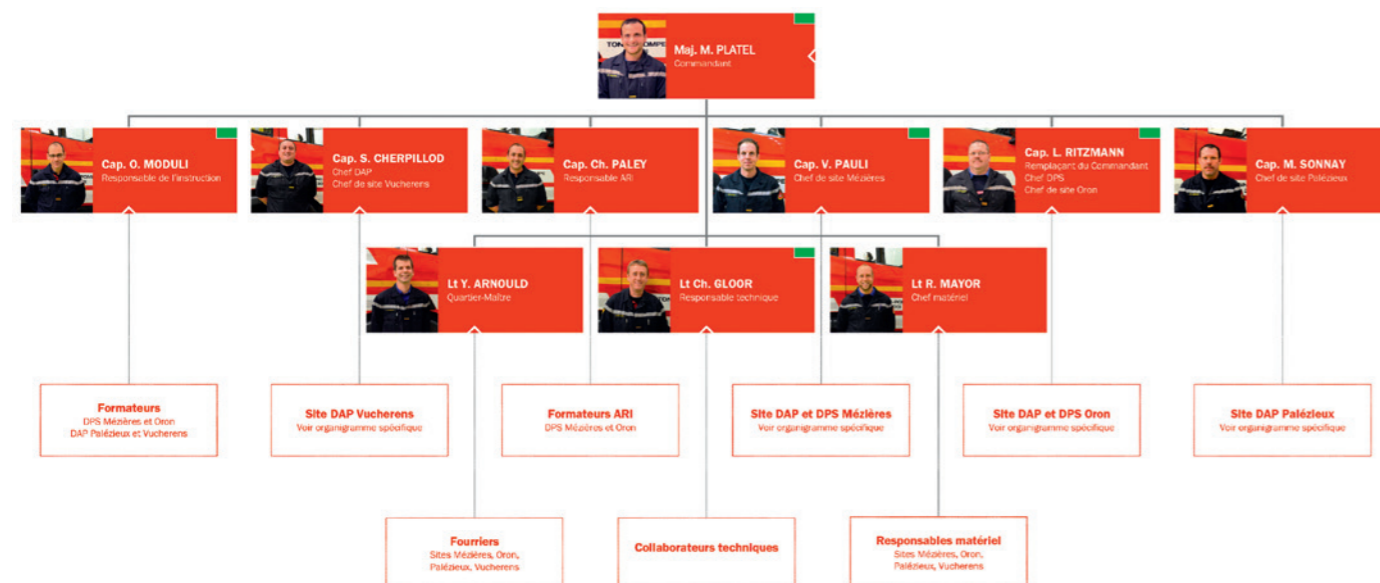 Maj. M. PLATEL
Commandant
Cap. O. MODULI
Responsable de l'instruction
Cap. S. CHERPILLOD
Chef DAP
Chef de site Vucherens
Cap. Ch. PALEY
Responsable ARI
Cap. V. PAULI
Chef de site Mézières
Cap. L. RITZMANN
Remplaçant du Commandant
Chef DPS
Chef de site Oron
Cap. M. SONNAY
Chef de site Palézieux
Lt Y. ARNOULD
Quartier-Maître
Lt Ch. GLOOR
Responsable technique
Lt R. MAYOR
Chef matériel
Formateurs
DPS Mézières et Oron
DAP Palézieux et Vucherens
Site DAP Vucherens
Voir organigramme spécifique
Formateurs ARI
DPS Mézières et Oron
Site DAP et DPS Mézières
Voir organigramme spécifique
Site DAP et DPS Oron
Voir organigramme spécifique
Site DAP Palézieux
Voir organigramme spécifique
Fourriers
Sites Mézières, Oron,
Palézieux, Vucherens
Collaborateurs techniques
Responsables matériel
Sites Mézières, Oron,
Palézieux, Vucherens